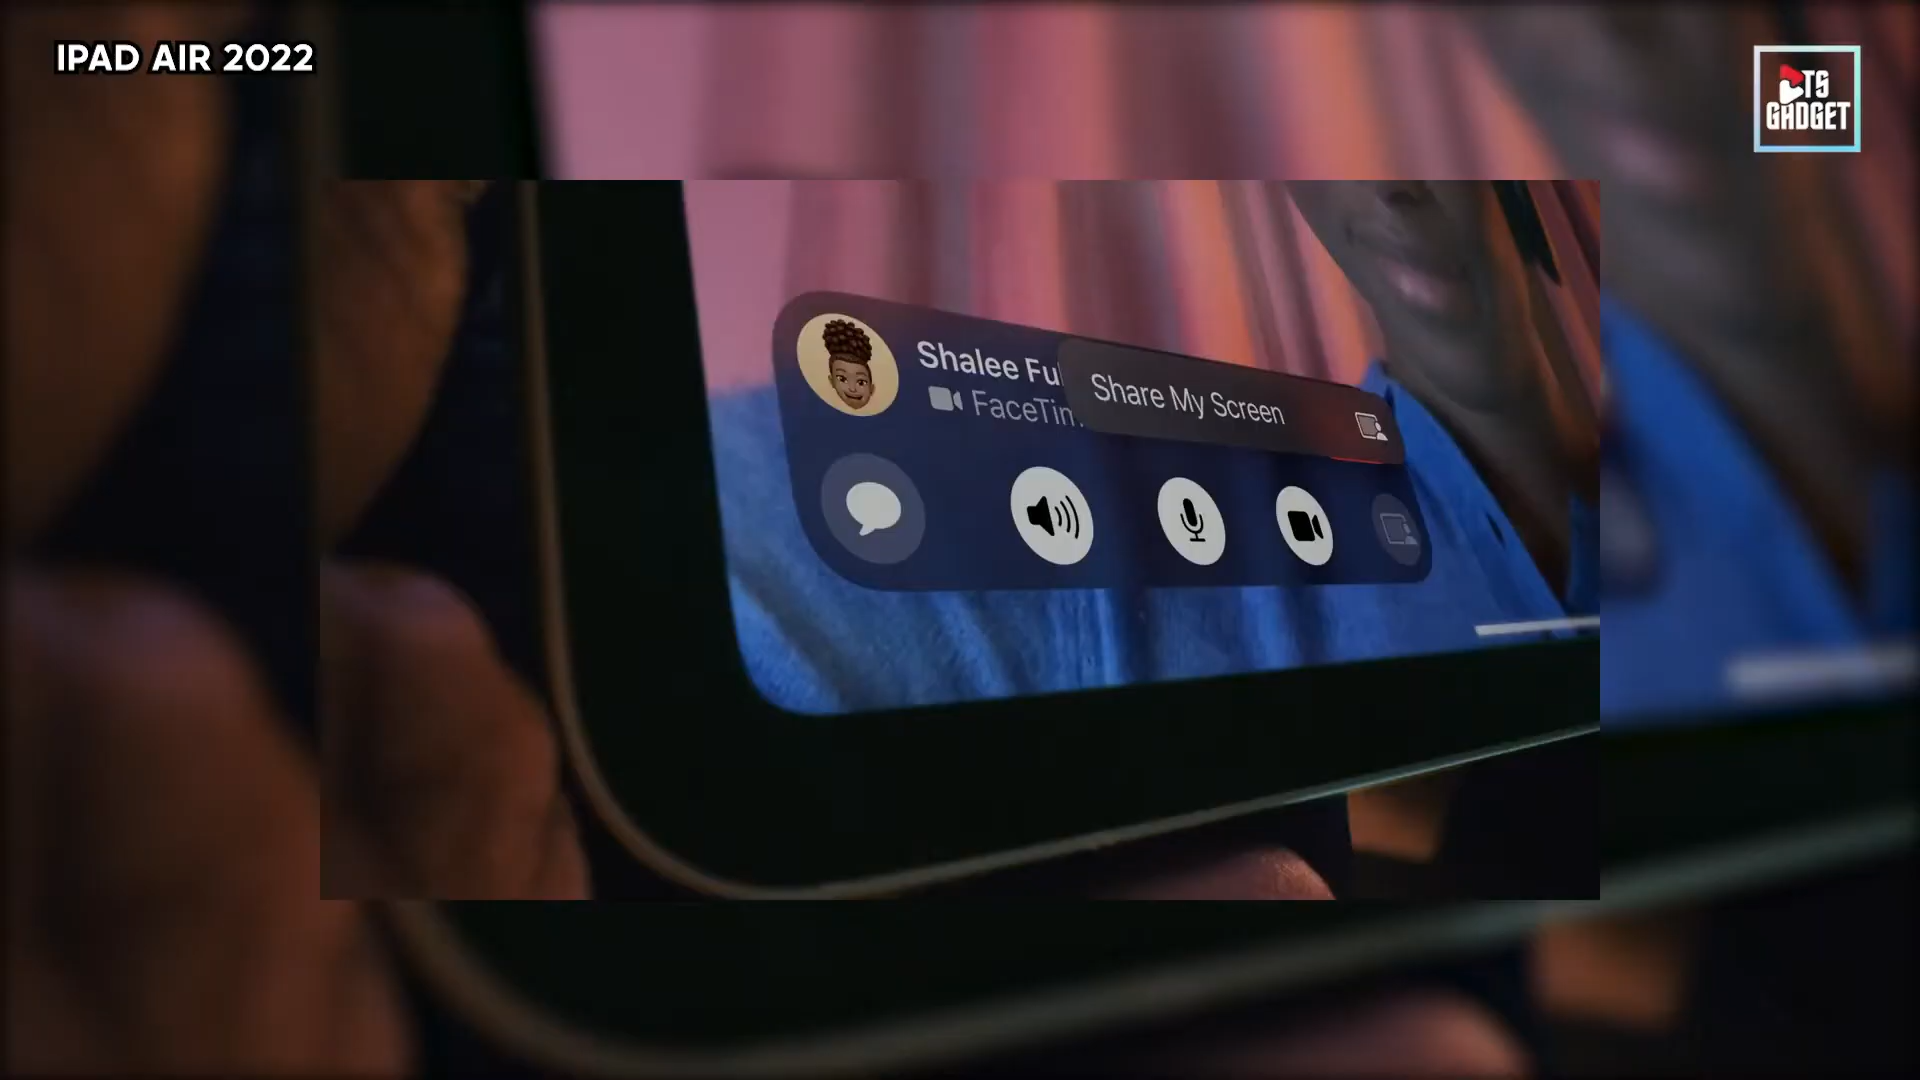 IPAD AIR 2022
TS
GADGET
Shalee Fu
FaceTim
Share My Screen